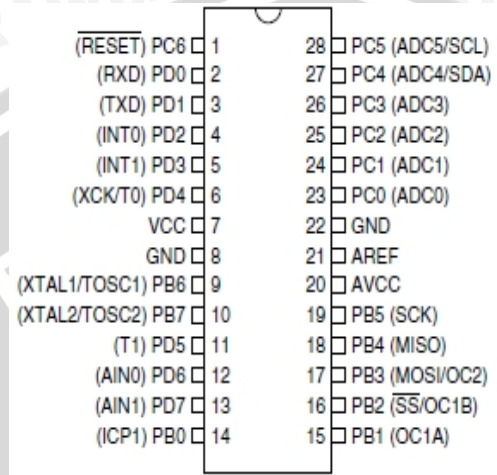 (RESET) PC6 1 28 PC5 (ADC5/SCL)
(RXD) PD0 2 27 PC4 (ADC4/SDA)
(TXD) PD1 3 26 PC3 (ADC3)
(INT0) PD2 4 25 PC2 (ADC2)
(INT1) PD3 5 24 PC1 (ADC1)
(XCK/T0) PD4 6 23 PC0 (ADC0)
VCC 7 22 GND
GND 8 21 AREF
(XTAL1/TOSC1) PB6 9 20 AVCC
(XTAL2/TOSC2) PB7 10 19 PB5 (SCK)
(T1) PD5 11 18 PB4 (MISO)
(AIN0) PD6 12 17 PB3 (MOSI/OC2)
(AIN1) PD7 13 16 PB2 (SS/OC1B)
(ICP1) PB0 14 15 PB1 (OC1A)